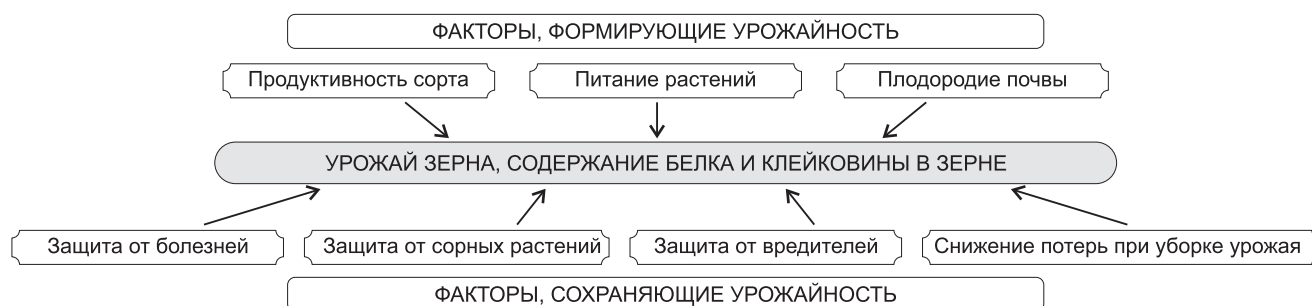 ФАКТОРЫ, ФОРМИРУЮЩИЕ УРОЖАЙНОСТЬ
Продуктивность сорта
Питание растений
Плодородие почвы
УРОЖАЙ ЗЕРНА, СОДЕРЖАНИЕ БЕЛКА И КЛЕЙКОВИНЫ В ЗЕРНЕ
Защита от болезней
Защита от сорных растений
Защита от вредителей
Снижение потерь при уборке урожая
ФАКТОРЫ, СОХРАНЯЮЩИЕ УРОЖАЙНОСТЬ